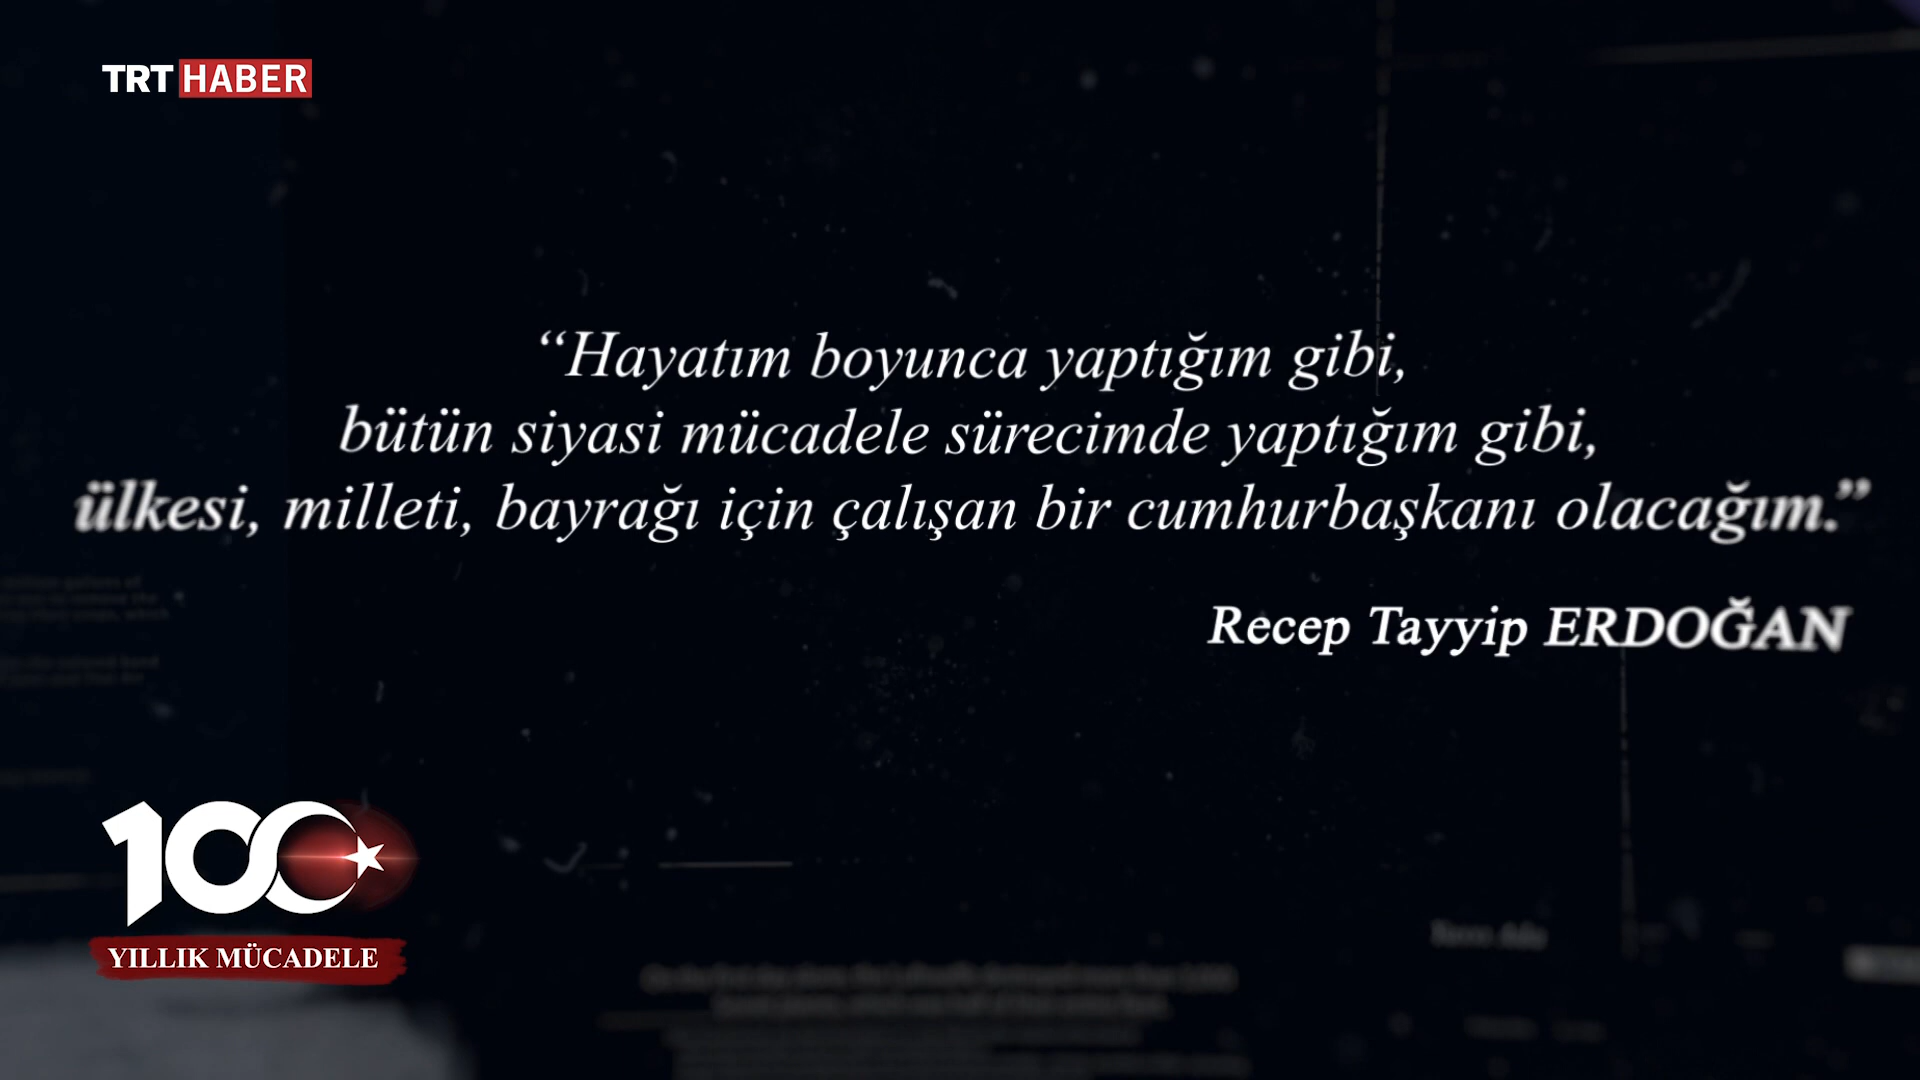 TRT HABER
“Hayatım boyunca yaptığım gibi,
bütün siyasi mücadele sürecimde yaptığım gibi,
ülkesi, milleti, bayrağı için çalışan bir cumhurbaşkanı olacağım.”
Recep Tayyip ERDOĞAN
100
YILLIK MÜCADELE